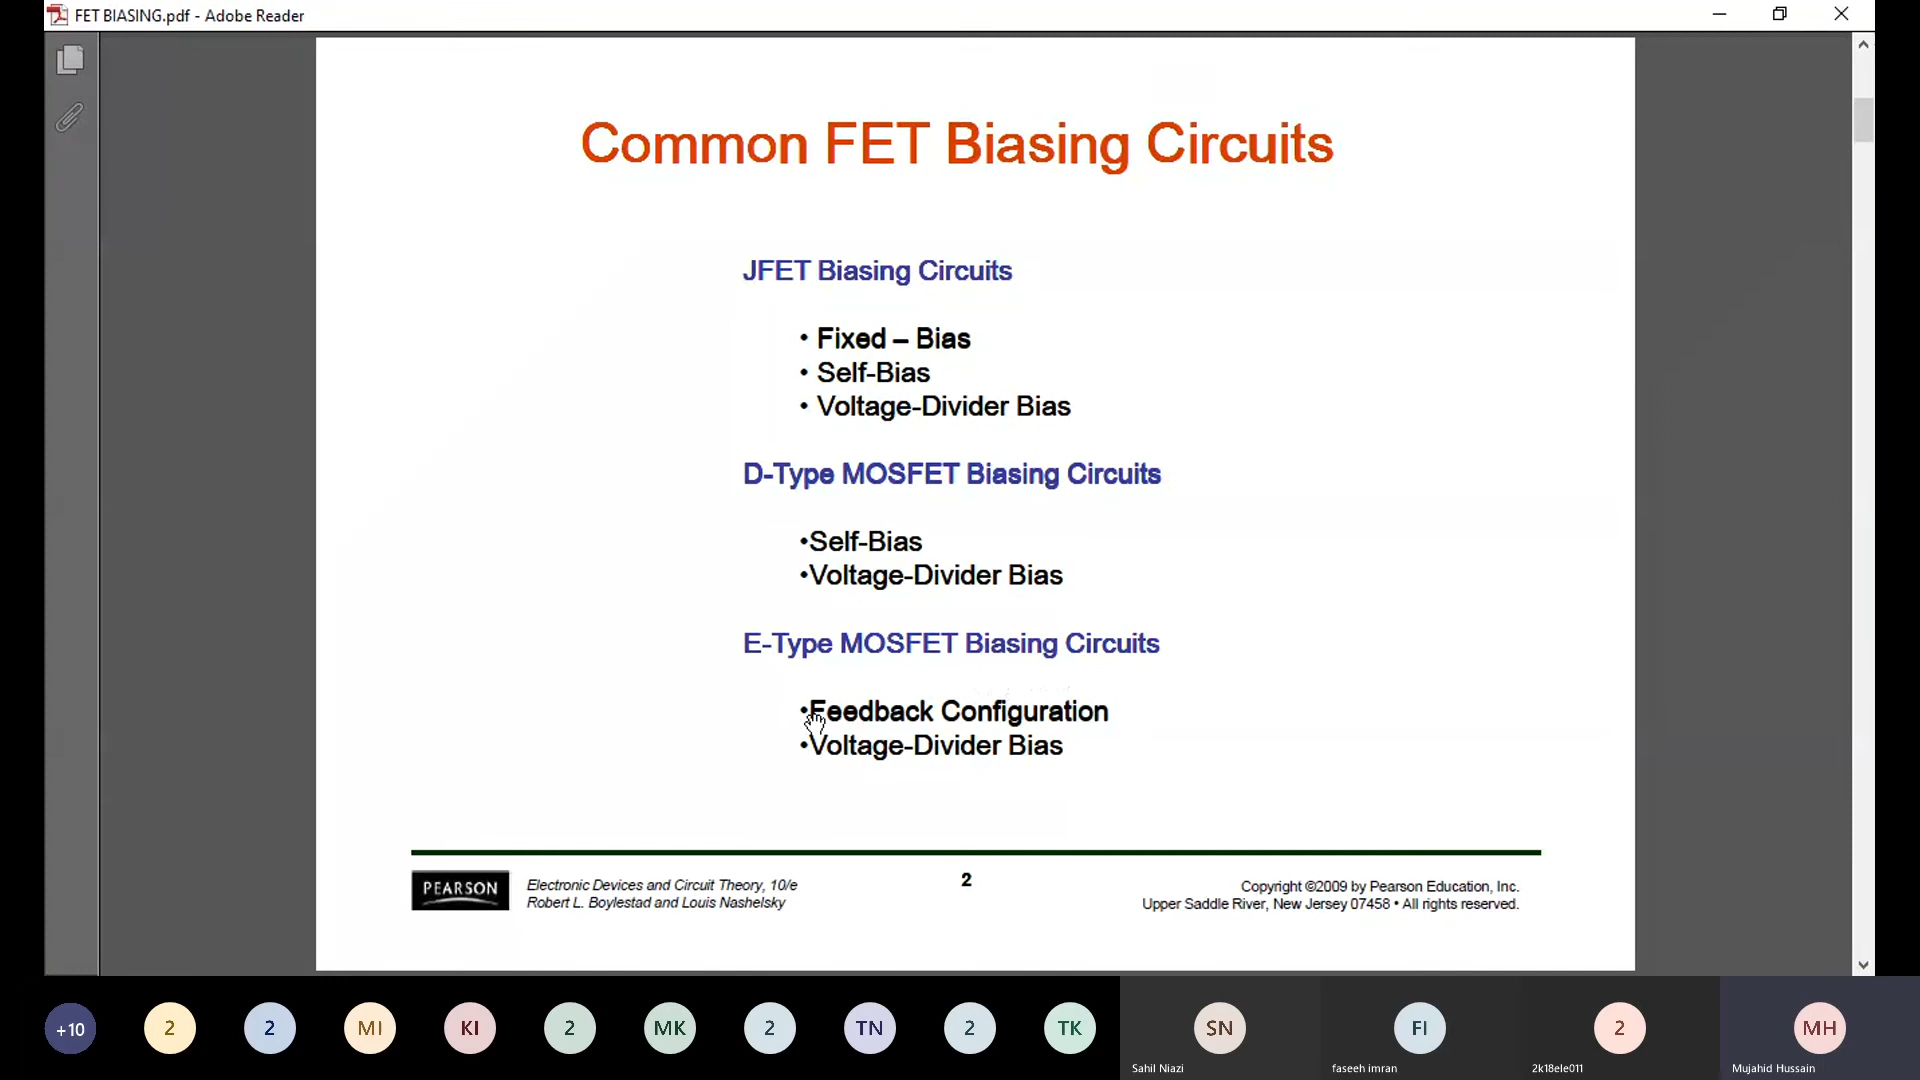 FET BIASING.pdf - Adobe Reader
Common FET Biasing Circuits
JFET Biasing Circuits
• Fixed – Bias
• Self-Bias
• Voltage-Divider Bias
D-Type MOSFET Biasing Circuits
•Self-Bias
•Voltage-Divider Bias
E-Type MOSFET Biasing Circuits
•Feedback Configuration
•Voltage-Divider Bias
PEARSON
Electronic Devices and Circuit Theory, 10/e
Robert L. Boylestad and Louis Nashelsky
2
Copyright ©2009 by Pearson Education, Inc.
Upper Saddle River, New Jersey 07458 • All rights reserved.
+10 2 2 MI KI 2 MK 2 TN 2 TK SN FI 2 MH
Sahil Niazi faseeh imran 2k18ele011 Mujahid Hussain